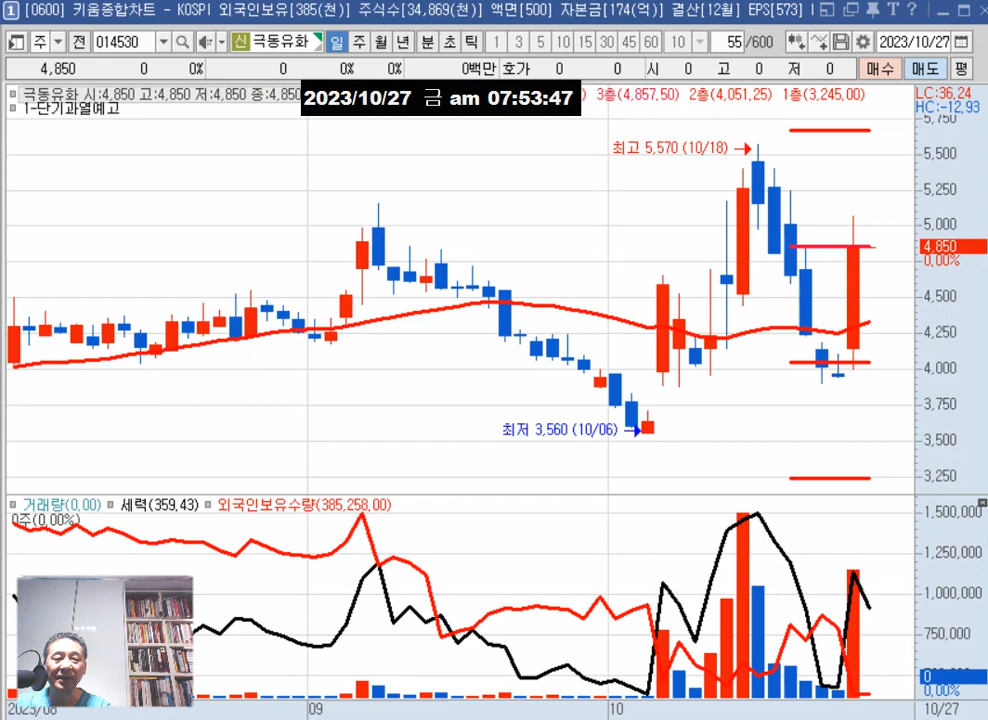 1 [0600] 키움종합차트 - KOSPI 외국인보유[385(천)] 주식수[34,869(천)] 액면[500] 자본금[174(억)] 결산[12월] EPS[573]
주 전 014530 신 극동유화 일 주 월 년 분 초 틱 1 3 5 10 15 30 45 60 10 55 /600 주 2023/10/27
4,850 0 0% 0 0% 0% 0백만 호가 0 0 시 0 고 0 저 0 매수 매도 평
극동유화 시:4,850 고:4,850 저:4,850 종:4,850
2023/10/27 금 am 07:53:47
) 3층(4,857,50) 2층(4,051,25) 1층(3,245,00)
LC:36,24
1-단기과열예고
HC:-12,93
5,750
최고 5,570 (10/18)
5,500
5,250
5,000
4,850
0,00%
4,500
4,250
4,000
3,750
최저 3,560 (10/06)
3,500
3,250
거래량(0,00) 세력(359,43) 외국인보유수량(385,258,00)
0주(0,00%)
1,500,000
1,250,000
1,000,000
750,000
0
0,00%
2023/08 09 10 10/27